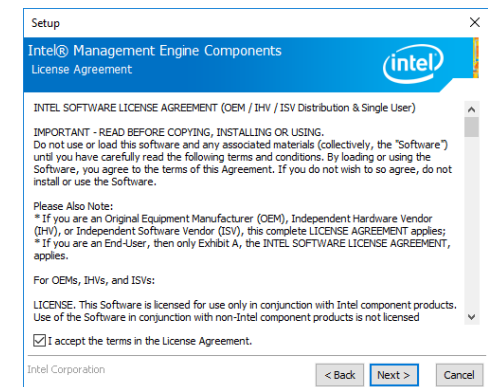 Setup
Intel® Management Engine Components
License Agreement
intel
INTEL SOFTWARE LICENSE AGREEMENT (OEM / IHV / ISV Distribution & Single User)
IMPORTANT - READ BEFORE COPYING, INSTALLING OR USING.
Do not use or load this software and any associated materials (collectively, the "Software")
until you have carefully read the following terms and conditions. By loading or using the
Software, you agree to the terms of this Agreement. If you do not wish to so agree, do not
install or use the Software.
Please Also Note:
* If you are an Original Equipment Manufacturer (OEM), Independent Hardware Vendor
(IHV), or Independent Software Vendor (ISV), this complete LICENSE AGREEMENT applies;
* If you are an End-User, then only Exhibit A, the INTEL SOFTWARE LICENSE AGREEMENT,
applies.
For OEMs, IHVs, and ISVs:
LICENSE. This Software is licensed for use only in conjunction with Intel component products.
Use of the Software in conjunction with non-Intel component products is not licensed
I accept the terms in the License Agreement.
Intel Corporation
< Back Next > Cancel